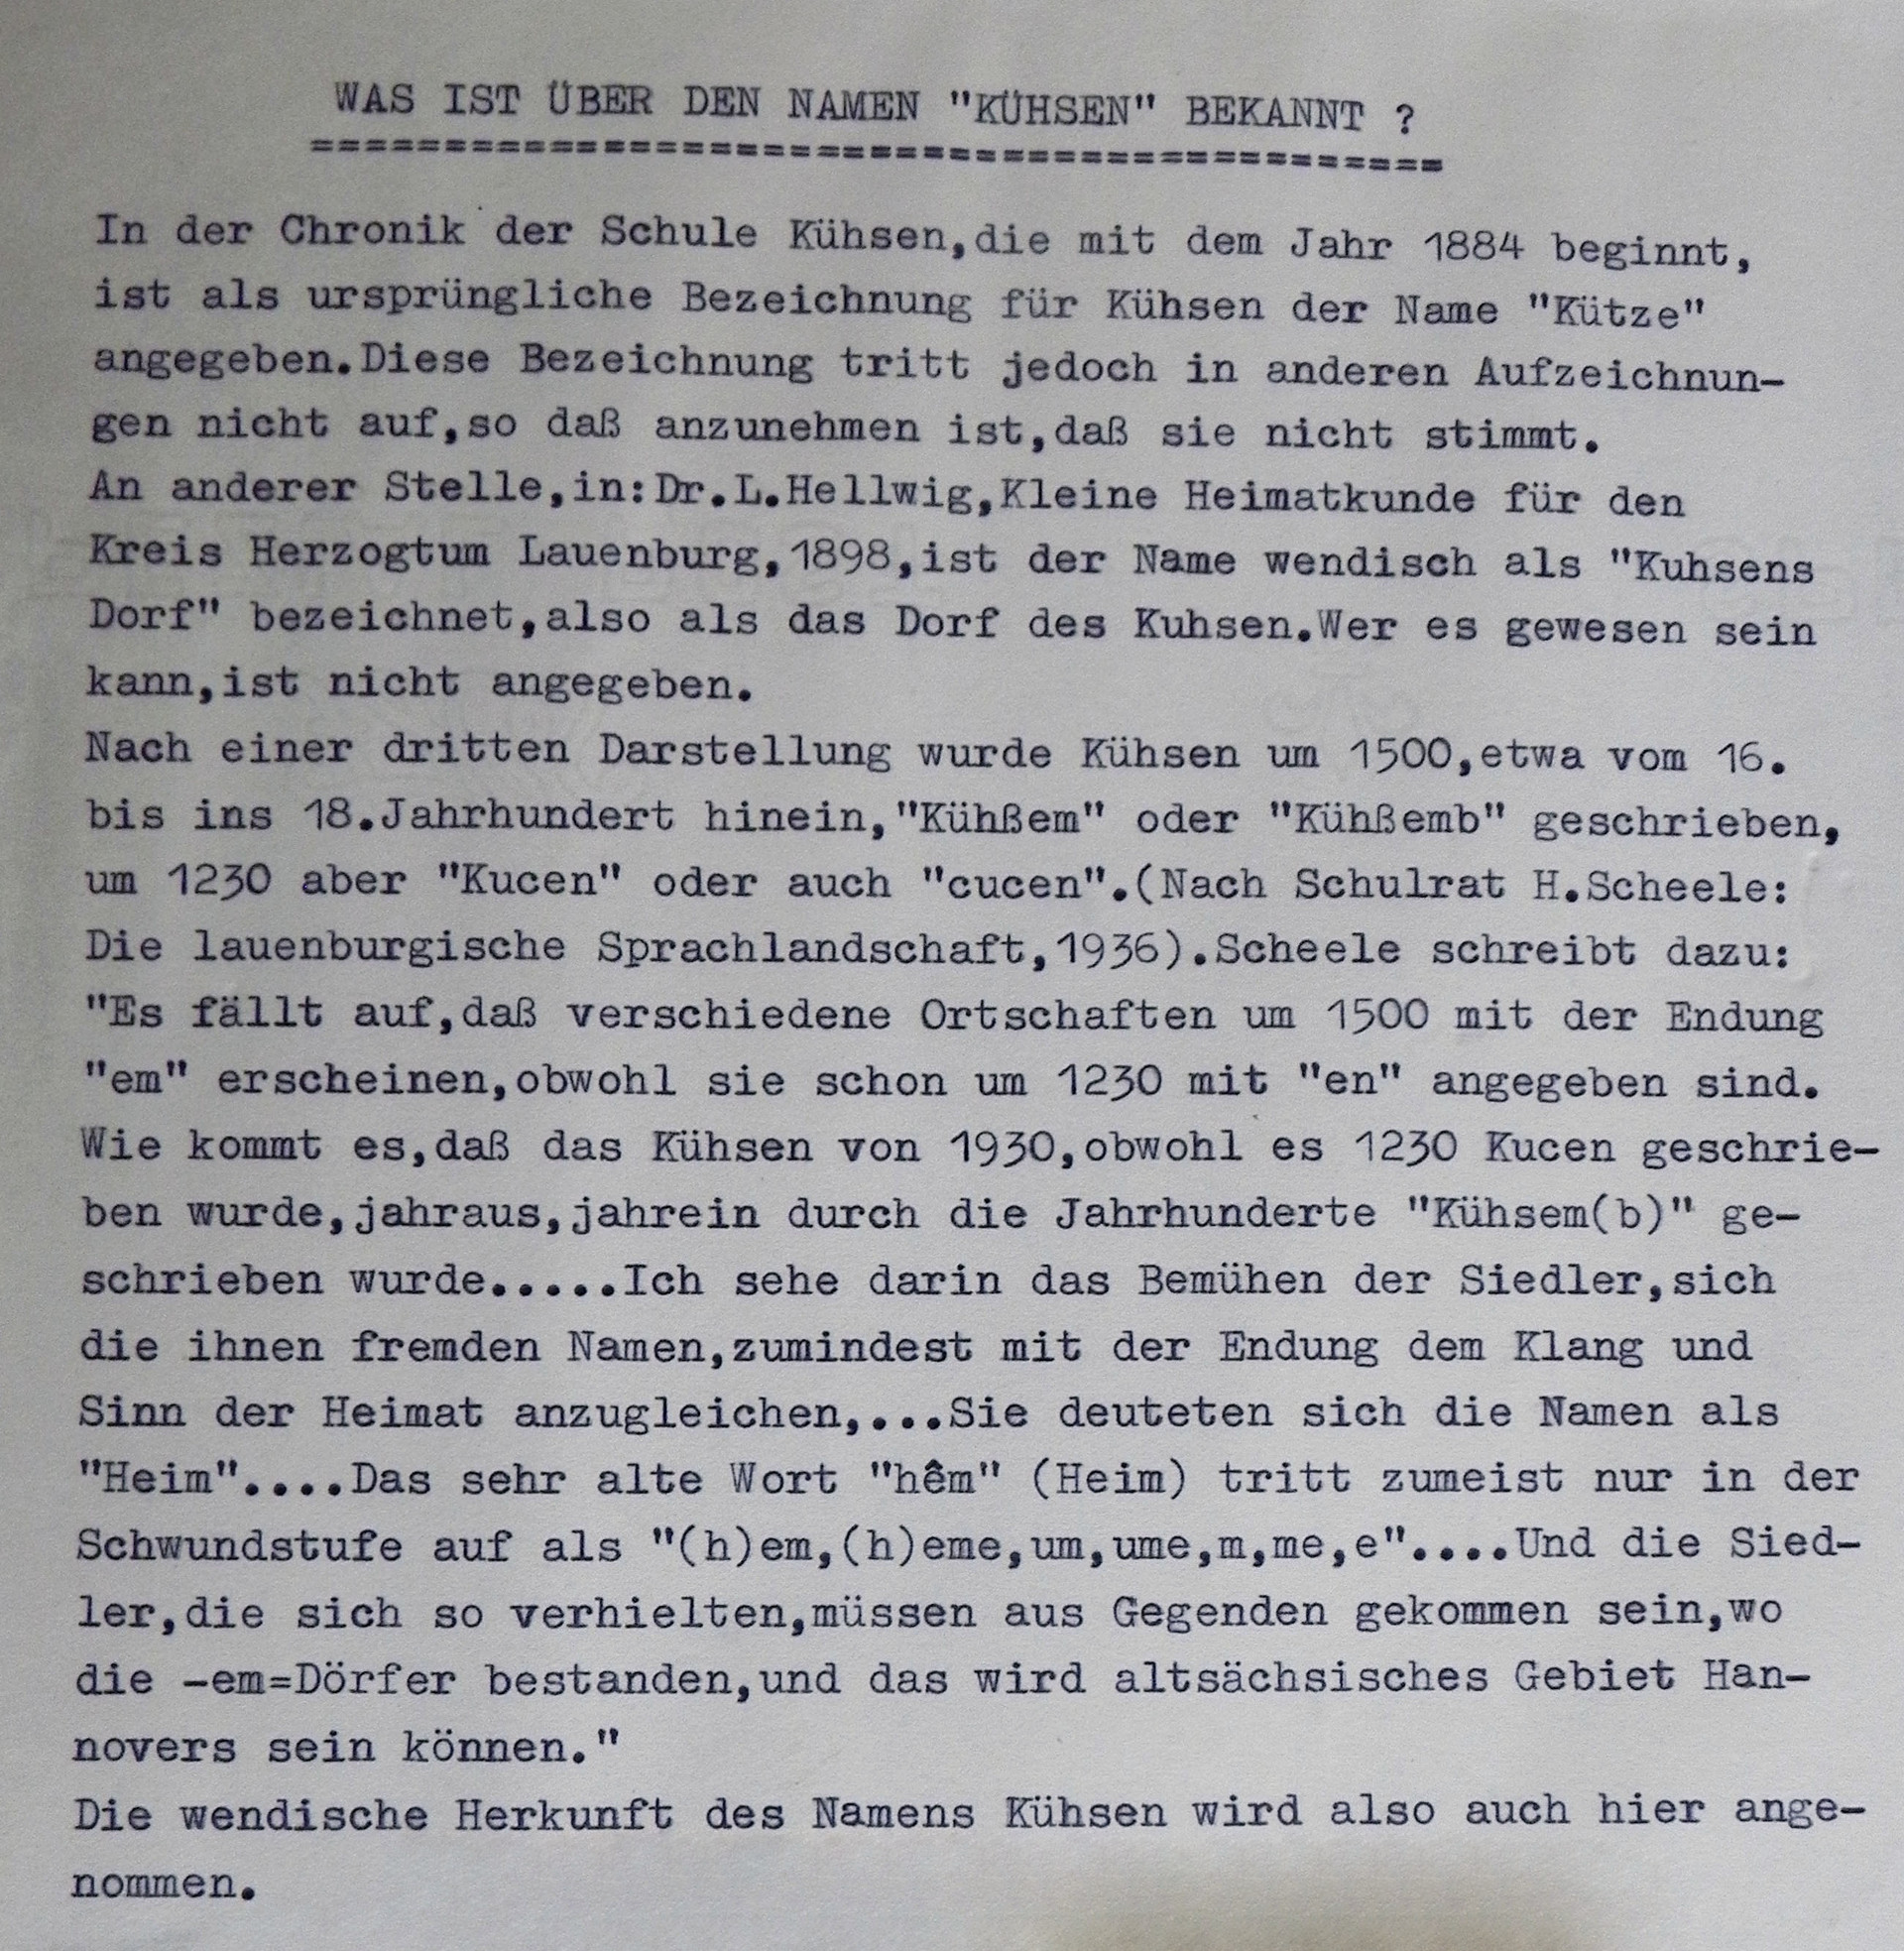 WAS IST ÜBER DEN NAMEN "KÜHSEN" BEKANNT ?
===========================================
In der Chronik der Schule Kühsen,die mit dem Jahr 1884 beginnt,
ist als ursprüngliche Bezeichnung für Kühsen der Name "Kütze"
angegeben.Diese Bezeichnung tritt jedoch in anderen Aufzeichnun-
gen nicht auf,so daß anzunehmen ist,daß sie nicht stimmt.
An anderer Stelle,in:Dr.L.Hellwig,Kleine Heimatkunde für den
Kreis Herzogtum Lauenburg,1898,ist der Name wendisch als "Kuhsens
Dorf" bezeichnet,also als das Dorf des Kuhsen.Wer es gewesen sein
kann,ist nicht angegeben.
Nach einer dritten Darstellung wurde Kühsen um 1500,etwa vom 16.
bis ins 18.Jahrhundert hinein,"Kühßem" oder "Kühßemb" geschrieben,
um 1230 aber "Kucen" oder auch "cucen".(Nach Schulrat H.Scheele:
Die lauenburgische Sprachlandschaft,1936).Scheele schreibt dazu:
"Es fällt auf,daß verschiedene Ortschaften um 1500 mit der Endung
"em" erscheinen,obwohl sie schon um 1230 mit "en" angegeben sind.
Wie kommt es,daß das Kühsen von 1930,obwohl es 1230 Kucen geschrie-
ben wurde,jahraus,jahrein durch die Jahrhunderte "Kühsem(b)" ge-
schrieben wurde.....Ich sehe darin das Bemühen der Siedler,sich
die ihnen fremden Namen,zumindest mit der Endung dem Klang und
Sinn der Heimat anzugleichen,...Sie deuteten sich die Namen als
"Heim"....Das sehr alte Wort "hêm" (Heim) tritt zumeist nur in der
Schwundstufe auf als "(h)em,(h)eme,um,ume,m,me,e"....Und die Sied-
ler,die sich so verhielten,müssen aus Gegenden gekommen sein,wo
die -em=Dörfer bestanden,und das wird altsächsisches Gebiet Han-
novers sein können."
Die wendische Herkunft des Namens Kühsen wird also auch hier ange-
nommen.